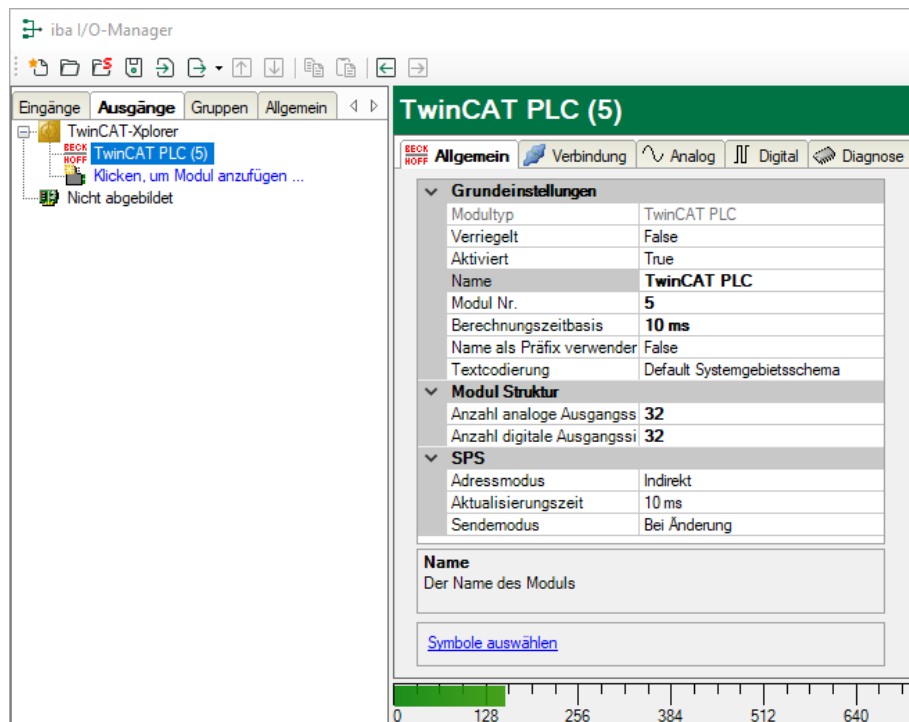 iba I/O-Manager
Eingänge Ausgänge Gruppen Allgemein
TwinCAT-Xplorer
BECK HOFF TwinCAT PLC (5)
Klicken, um Modul anzufügen ...
Nicht abgebildet
TwinCAT PLC (5)
BECK HOFF Allgemein Verbindung Analog Digital Diagnose
Grundeinstellungen
Modultyp TwinCAT PLC
Verriegelt False
Aktiviert True
Name TwinCAT PLC
Modul Nr. 5
Berechnungszeitbasis 10 ms
Name als Präfix verwender False
Textcodierung Default Systemgebietsschema
Modul Struktur
Anzahl analoge Ausgangss 32
Anzahl digitale Ausgangssi 32
SPS
Adressmodus Indirekt
Aktualisierungszeit 10 ms
Sendemodus Bei Änderung
Name
Der Name des Moduls
Symbole auswählen
0 128 256 384 512 640